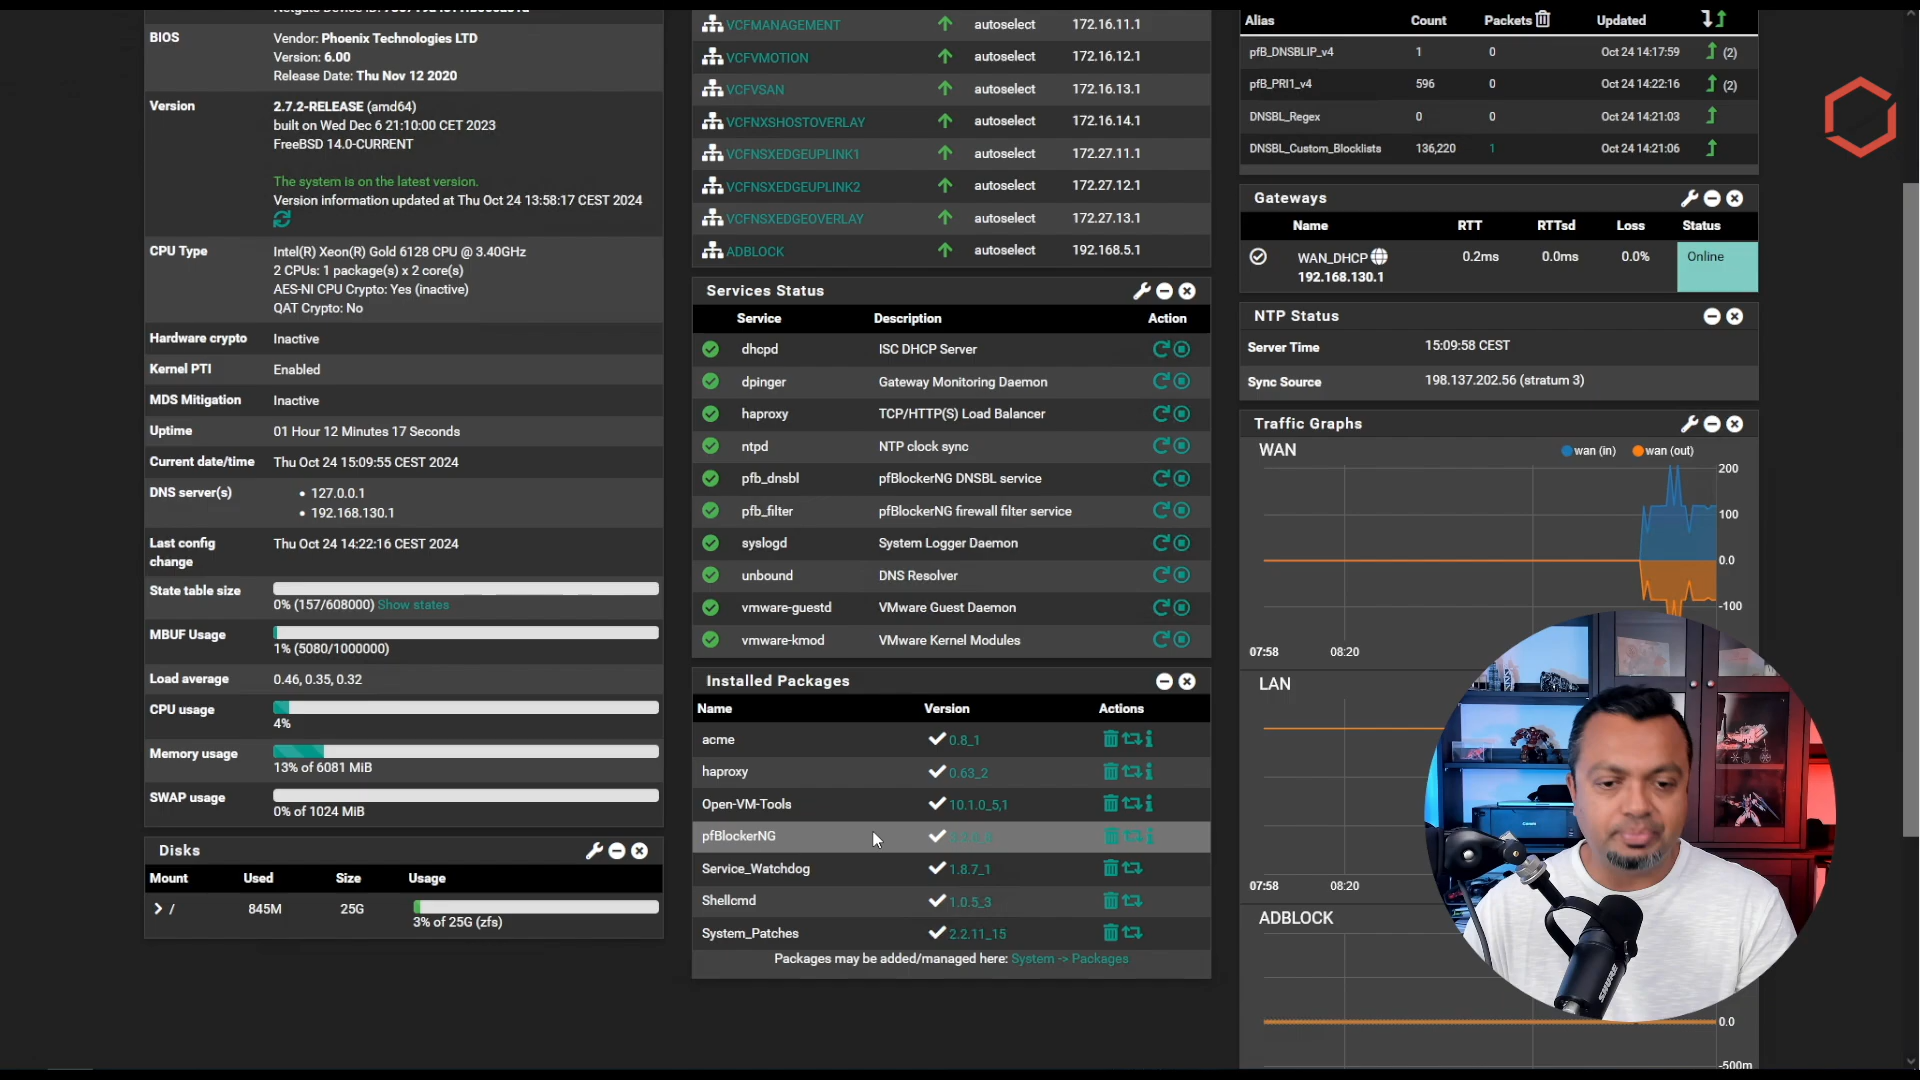 BIOS
Vendor: Phoenix Technologies LTD
Version: 6.00
Release Date: Thu Nov 12 2020
Version
2.7.2-RELEASE (amd64)
built on Wed Dec 6 21:10:00 CET 2023
FreeBSD 14.0-CURRENT
The system is on the latest version.
Version information updated at Thu Oct 24 13:58:17 CEST 2024
CPU Type
Intel(R) Xeon(R) Gold 6128 CPU @ 3.40GHz
2 CPUs: 1 package(s) x 2 core(s)
AES-NI CPU Crypto: Yes (inactive)
QAT Crypto: No
Hardware crypto Inactive
Kernel PTI Enabled
MDS Mitigation Inactive
Uptime 01 Hour 12 Minutes 17 Seconds
Current date/time Thu Oct 24 15:09:55 CEST 2024
DNS server(s)
127.0.0.1
192.168.130.1
Last config change Thu Oct 24 14:22:16 CEST 2024
State table size
0% (157/608000) Show states
MBUF Usage
1% (5080/1000000)
Load average 0.46, 0.35, 0.32
CPU usage
4%
Memory usage
13% of 6081 MiB
SWAP usage
0% of 1024 MiB
Disks
Mount Used Size Usage
/ 845M 25G
3% of 25G (zfs)
VCFMANAGEMENT autoselect 172.16.11.1
VCFVMOTION autoselect 172.16.12.1
VCFVSAN autoselect 172.16.13.1
VCFNXSHOSTOVERLAY autoselect 172.16.14.1
VCFNSXEDGEUPLINK1 autoselect 172.27.11.1
VCFNSXEDGEUPLINK2 autoselect 172.27.12.1
VCFNSXEDGEOVERLAY autoselect 172.27.13.1
ADBLOCK autoselect 192.168.5.1
Services Status
Service Description Action
dhcpd ISC DHCP Server
dpinger Gateway Monitoring Daemon
haproxy TCP/HTTP(S) Load Balancer
ntpd NTP clock sync
pfb_dnsbl pfBlockerNG DNSBL service
pfb_filter pfBlockerNG firewall filter service
syslogd System Logger Daemon
unbound DNS Resolver
vmware-guestd VMware Guest Daemon
vmware-kmod VMware Kernel Modules
Installed Packages
Name Version Actions
acme 0.8_1
haproxy 0.63_2
Open-VM-Tools 10.1.0_5,1
pfBlockerNG
Service_Watchdog 1.8.7_1
Shellcmd 1.0.5_3
System_Patches 2.2.11_15
Packages may be added/managed here: System -> Packages
Alias Count Packets Updated
pfB_DNSBLIP_v4 1 0 Oct 24 14:17:59 (2)
pfB_PRI1_v4 596 0 Oct 24 14:22:16 (2)
DNSBL_Regex 0 0 Oct 24 14:21:03
DNSBL_Custom_Blocklists 136,220 1 Oct 24 14:21:06
Gateways
Name RTT RTTsd Loss Status
WAN_DHCP 0.2ms 0.0ms 0.0% Online
192.168.130.1
NTP Status
Server Time 15:09:58 CEST
Sync Source 198.137.202.56 (stratum 3)
Traffic Graphs
WAN
wan (in) wan (out)
200
100
0.0
-100
07:58 08:20
LAN
07:58 08:20
ADBLOCK
0.0
-500m
Canon
SHURE